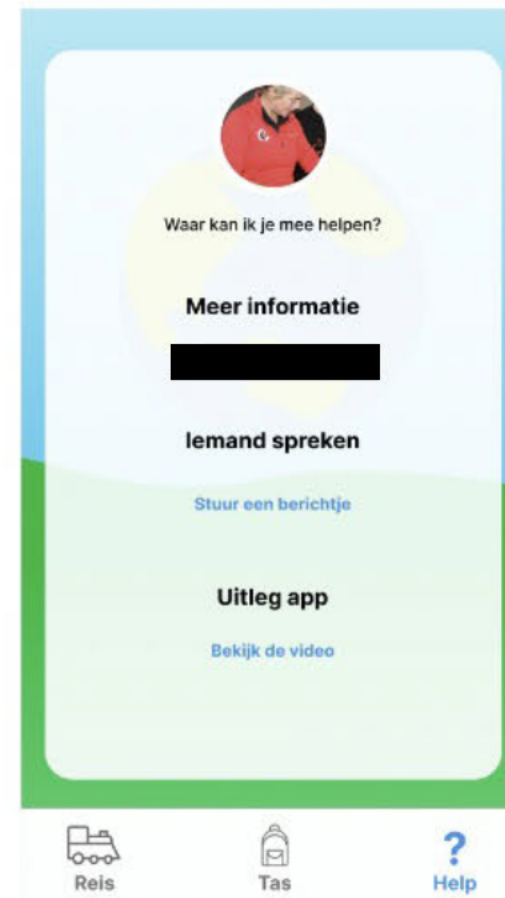 Waar kan ik je mee helpen?
Meer informatie
Iemand spreken
Stuur een berichtje
Uitleg app
Bekijk de video
Reis
Tas
?
Help